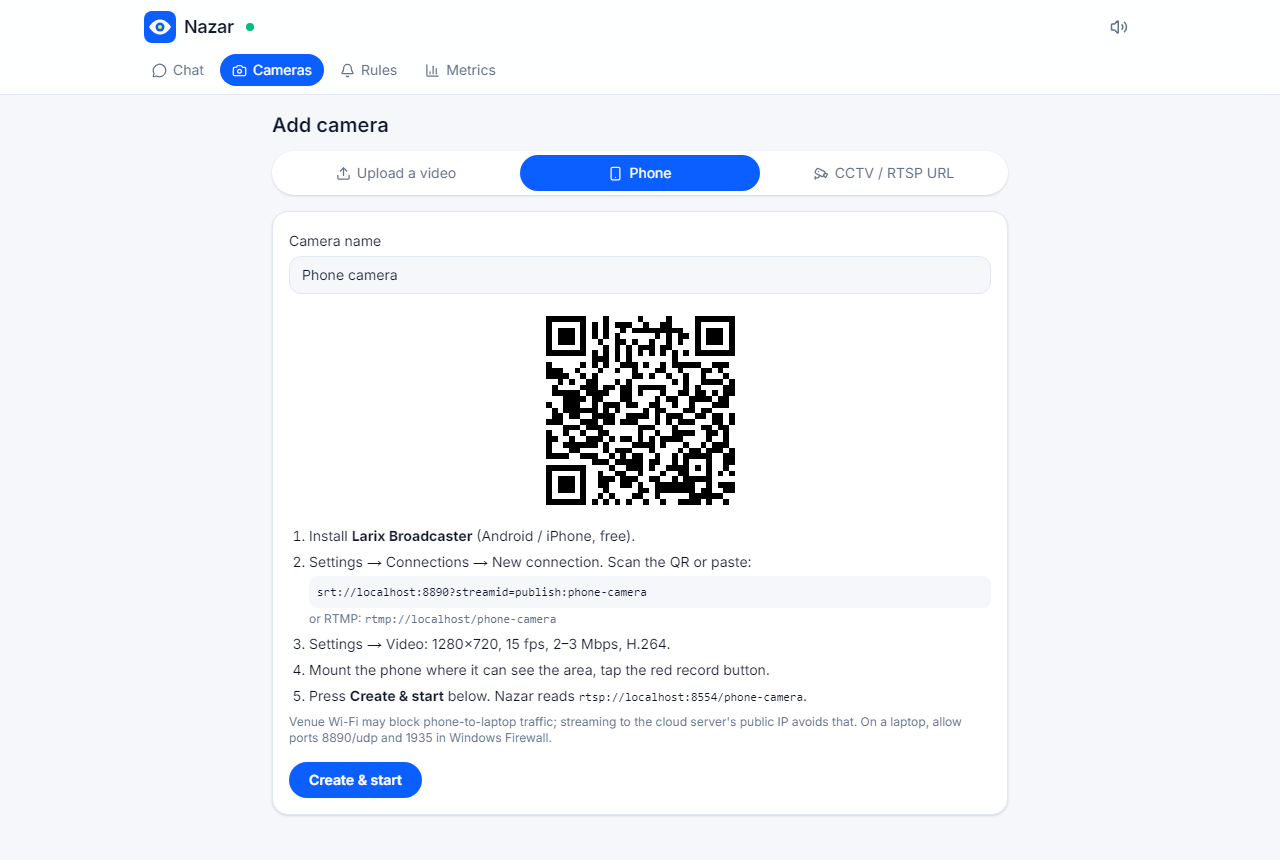 Nazar
Chat
Cameras
Rules
Metrics
Add camera
Upload a video
Phone
CCTV / RTSP URL
Camera name
Phone camera
1. Install Larix Broadcaster (Android / iPhone, free).
2. Settings → Connections → New connection. Scan the QR or paste:
srt://localhost:8890?streamid=publish:phone-camera
or RTMP: rtmp://localhost/phone-camera
3. Settings → Video: 1280×720, 15 fps, 2–3 Mbps, H.264.
4. Mount the phone where it can see the area, tap the red record button.
5. Press Create & start below. Nazar reads rtsp://localhost:8554/phone-camera.
Venue Wi-Fi may block phone-to-laptop traffic; streaming to the cloud server's public IP avoids that. On a laptop, allow
ports 8890/udp and 1935 in Windows Firewall.
Create & start